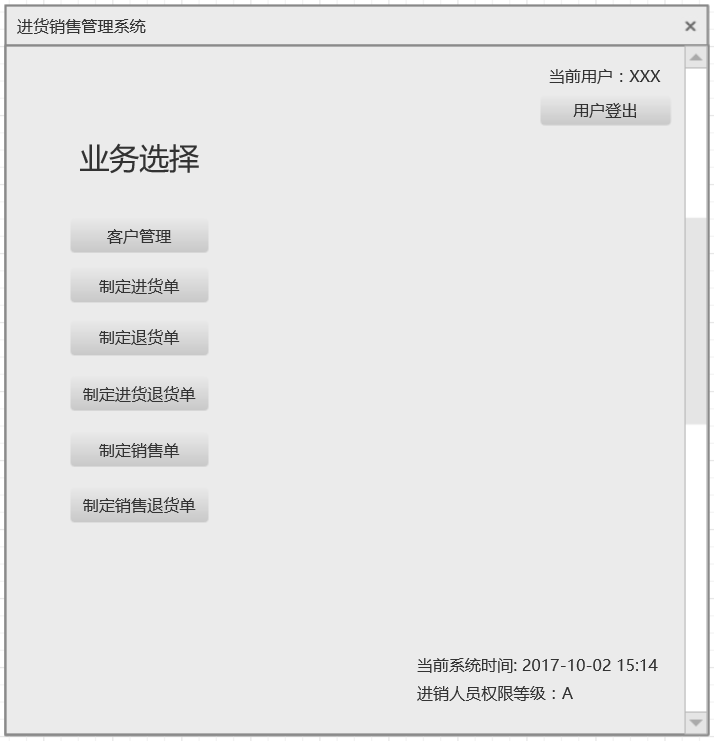 进货销售管理系统
当前用户：XXX
用户登出
业务选择
客户管理
制定进货单
制定退货单
制定进货退货单
制定销售单
制定销售退货单
当前系统时间: 2017-10-02 15:14
进销人员权限等级：A